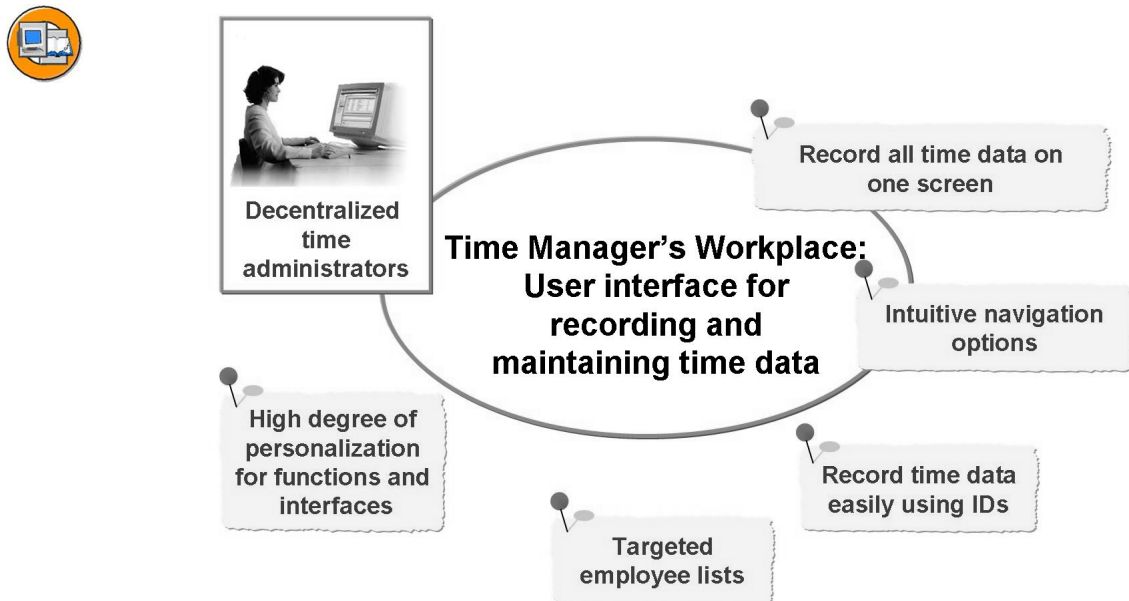 Decentralized
time
administrators
Time Manager's Workplace:
User interface for
recording and
maintaining time data
Record all time data on
one screen
Intuitive navigation
options
Record time data
easily using IDs
Targeted
employee lists
High degree of
personalization
for functions and
interfaces